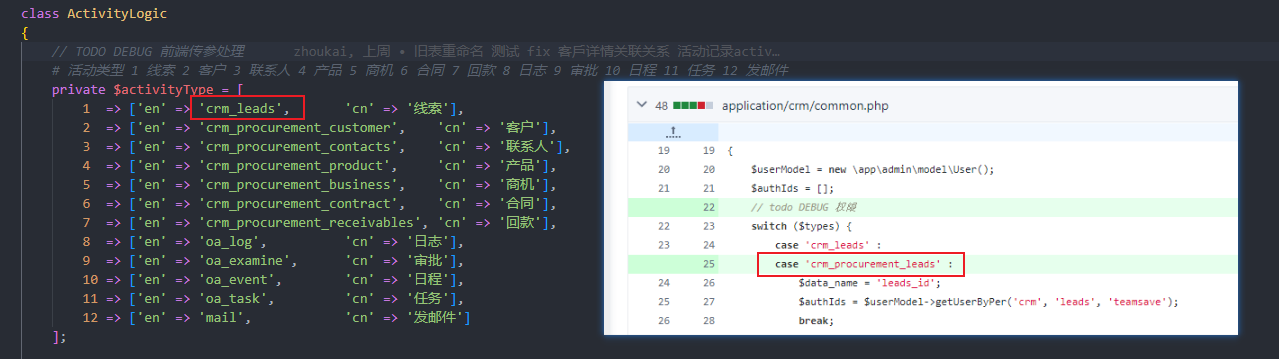 class ActivityLogic
{
// TODO DEBUG 前端传参处理 zhoukai, 上周 • 旧表重命名 测试 fix 客户详情关联关系 活动记录activ…
# 活动类型 1 线索 2 客户 3 联系人 4 产品 5 商机 6 合同 7 回款 8 日志 9 审批 10 日程 11 任务 12 发邮件
private $activityType = [
1 => ['en' => 'crm_leads', 'cn' => '线索'],
2 => ['en' => 'crm_procurement_customer', 'cn' => '客户'],
3 => ['en' => 'crm_procurement_contacts', 'cn' => '联系人'],
4 => ['en' => 'crm_procurement_product', 'cn' => '产品'],
5 => ['en' => 'crm_procurement_business', 'cn' => '商机'],
6 => ['en' => 'crm_procurement_contract', 'cn' => '合同'],
7 => ['en' => 'crm_procurement_receivables', 'cn' => '回款'],
8 => ['en' => 'oa_log', 'cn' => '日志'],
9 => ['en' => 'oa_examine', 'cn' => '审批'],
10 => ['en' => 'oa_event', 'cn' => '日程'],
11 => ['en' => 'oa_task', 'cn' => '任务'],
12 => ['en' => 'mail', 'cn' => '发邮件']
];
48 application/crm/common.php
19 19 {
20 20 $userModel = new \app\admin\model\User();
21 21 $authIds = [];
22 // todo DEBUG 权限
22 23 switch ($types) {
23 24 case 'crm_leads' :
25 case 'crm_procurement_leads' :
24 26 $data_name = 'leads_id';
25 27 $authIds = $userModel->getUserByPer('crm', 'leads', 'teamsave');
26 28 break;